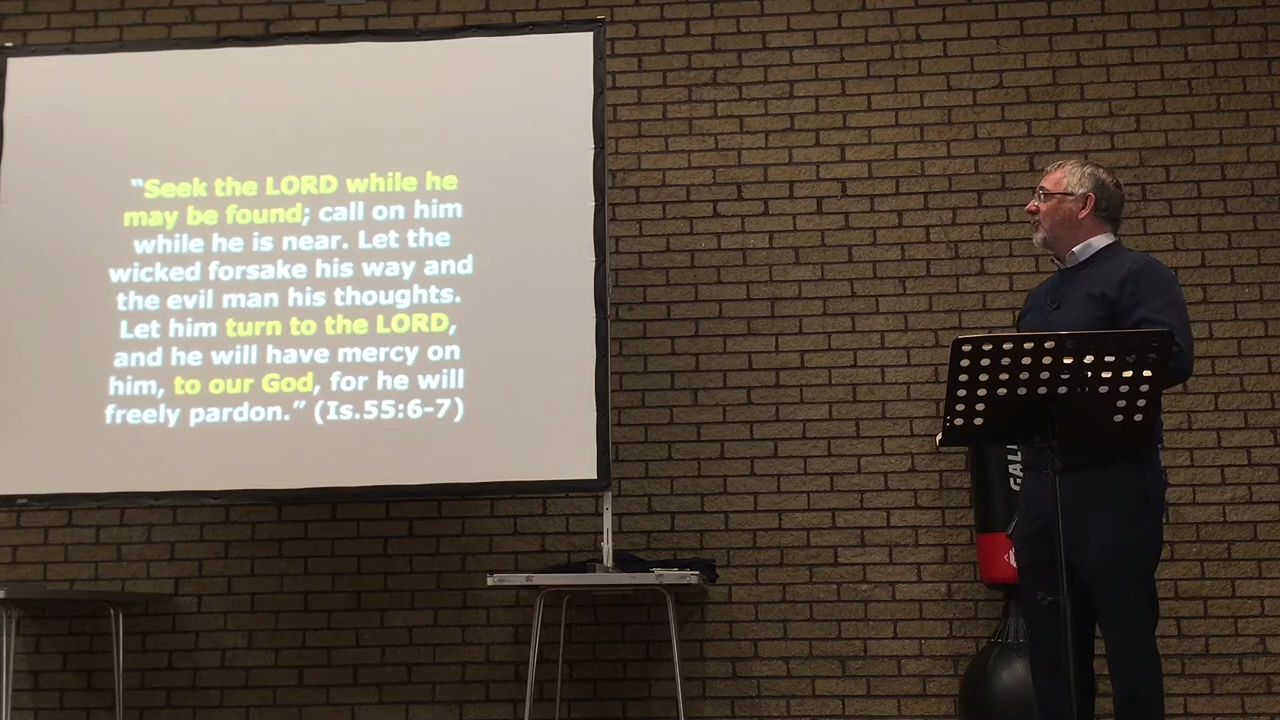 “Seek the LORD while he
may be found; call on him
while he is near. Let the
wicked forsake his way and
the evil man his thoughts.
Let him turn to the LORD,
and he will have mercy on
him, to our God, for he will
freely pardon.” (Is.55:6-7)